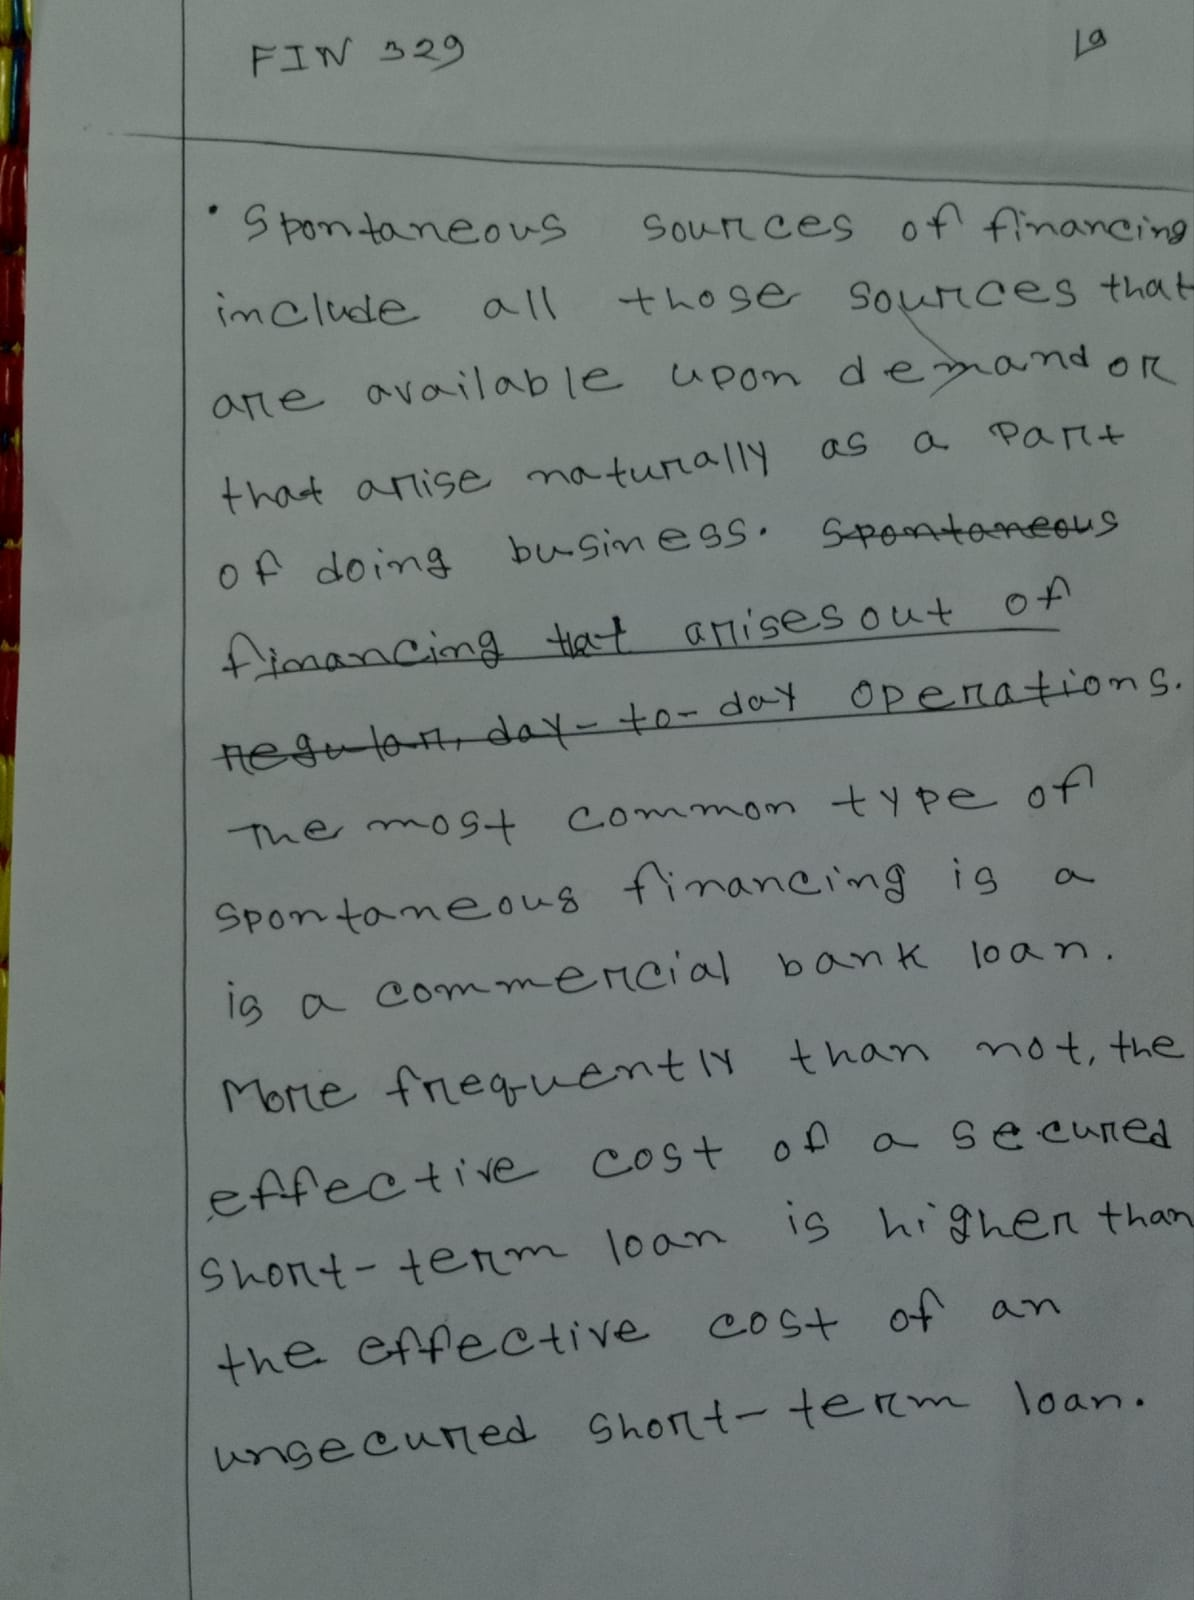 FIN 329
19
• Spontaneous sources of financing
include all those sources that
are available upon demand or
that arise naturally as a part
of doing business. Spontaneous
financing that arises out of
regular, day-to-day operations.
The most common type of
spontaneous financing is a
is a commercial bank loan.
More frequently than not, the
effective cost of a secured
short-term loan is higher than
the effective cost of an
unsecured short-term loan.